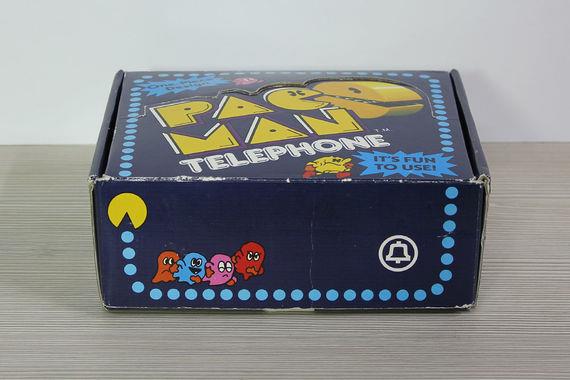 PAC
MAN
T.M.
TELEPHONE
IT'S FUN
TO USE!